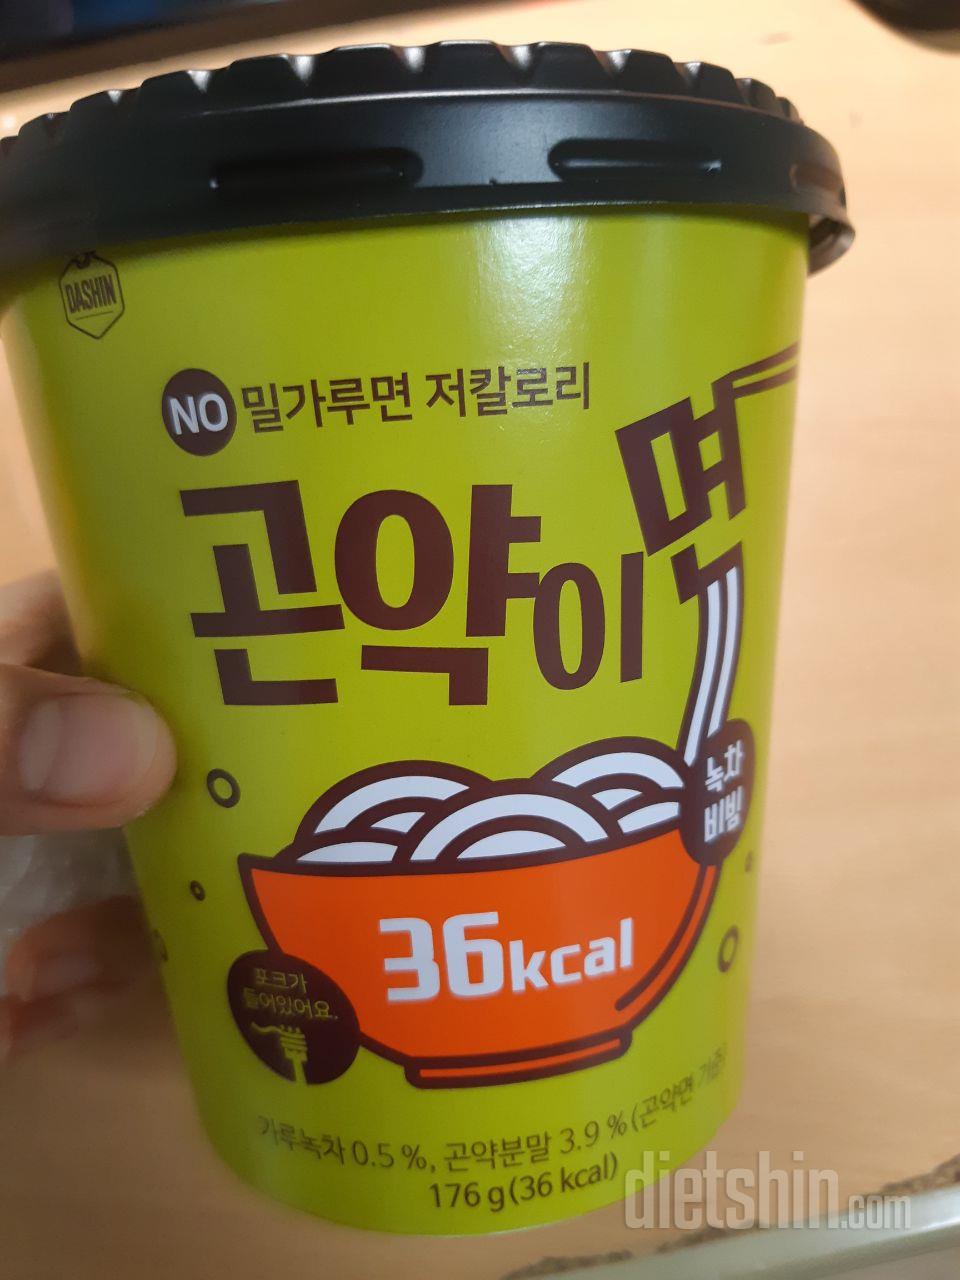 DASHIN
NO 밀가루면 저칼로리
곤약이면
녹차
비빔
36kcal
포크가
들어있어요.
가루녹차 0.5 %, 곤약분말 3.9 % (곤약면 기준)
176 g (36 kcal)
dietshin.com